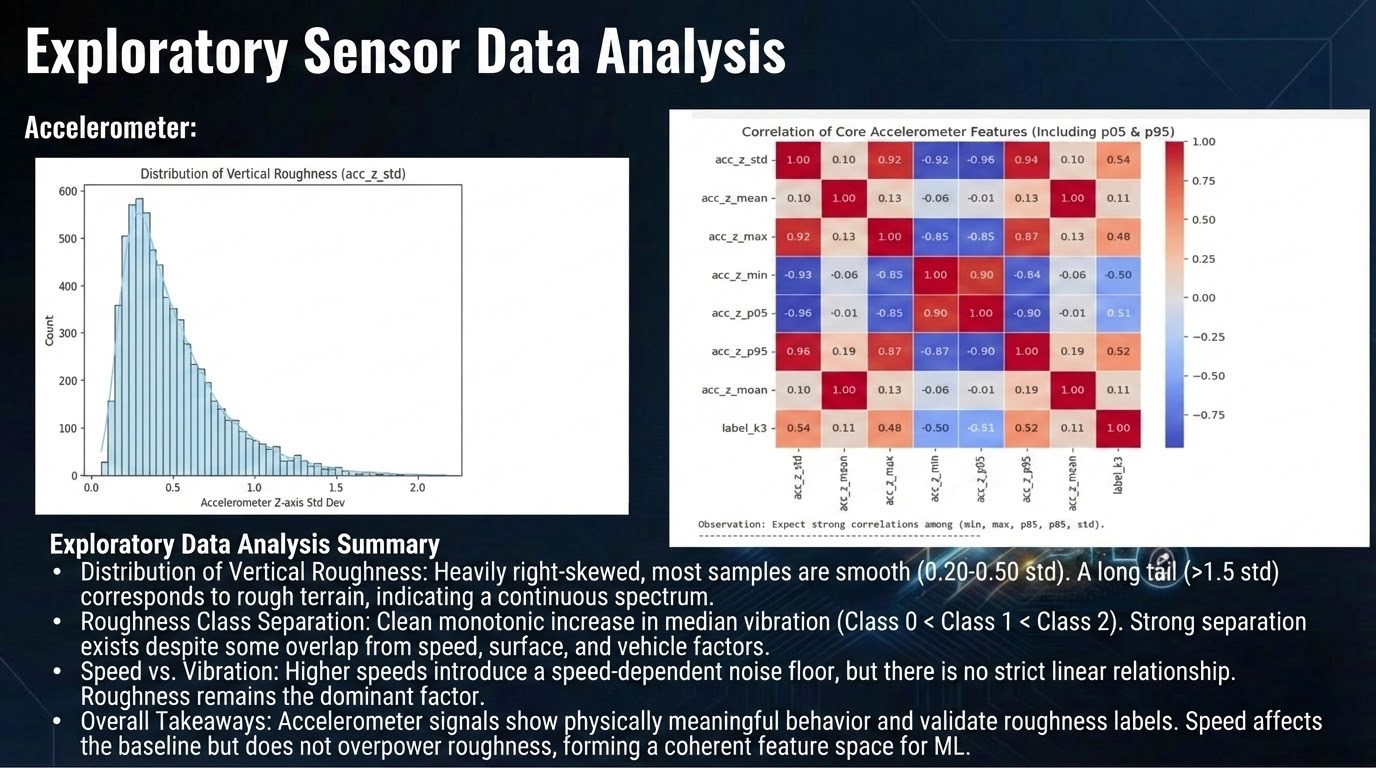 Exploratory Sensor Data Analysis
Accelerometer:
Distribution of Vertical Roughness (acc_z_std)
600
500
400
300
200
100
0
Count
0.0 0.5 1.0 1.5 2.0
Accelerometer Z-axis Std Dev
Correlation of Core Accelerometer Features (Including p05 & p95)
acc_z_std 1.00 0.10 0.92 -0.92 -0.96 0.94 0.10 0.54
acc_z_mean 0.10 1.00 0.13 -0.06 -0.01 0.13 1.00 0.11
acc_z_max 0.92 0.13 1.00 -0.85 -0.85 0.87 0.13 0.48
acc_z_min -0.93 -0.06 -0.85 1.00 0.90 -0.84 -0.06 -0.50
acc_z_p05 -0.96 -0.01 -0.85 0.90 1.00 -0.90 -0.01 0.51
acc_z_p95 0.96 0.19 0.87 -0.87 -0.90 1.00 0.19 0.52
acc_z_moan 0.10 1.00 0.13 -0.06 -0.01 0.19 1.00 0.11
label_k3 0.54 0.11 0.48 -0.50 -0.51 0.52 0.11 1.00
acc_z_std acc_z_mean acc_z_max acc_z_min acc_z_p05 acc_z_p95 acc_z_mean label_k3
1.00
0.75
0.50
0.25
0.00
−0.25
−0.50
−0.75
Observation: Expect strong correlations among (min, max, p85, p85, std).
Exploratory Data Analysis Summary
• Distribution of Vertical Roughness: Heavily right-skewed, most samples are smooth (0.20-0.50 std). A long tail (>1.5 std)
corresponds to rough terrain, indicating a continuous spectrum.
• Roughness Class Separation: Clean monotonic increase in median vibration (Class 0 < Class 1 < Class 2). Strong separation
exists despite some overlap from speed, surface, and vehicle factors.
• Speed vs. Vibration: Higher speeds introduce a speed-dependent noise floor, but there is no strict linear relationship.
Roughness remains the dominant factor.
• Overall Takeaways: Accelerometer signals show physically meaningful behavior and validate roughness labels. Speed affects
the baseline but does not overpower roughness, forming a coherent feature space for ML.